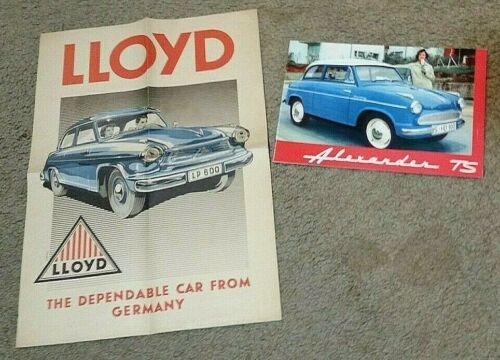 LLOYD
LP 600
LLOYD
THE DEPENDABLE CAR FROM
GERMANY
Alexander TS